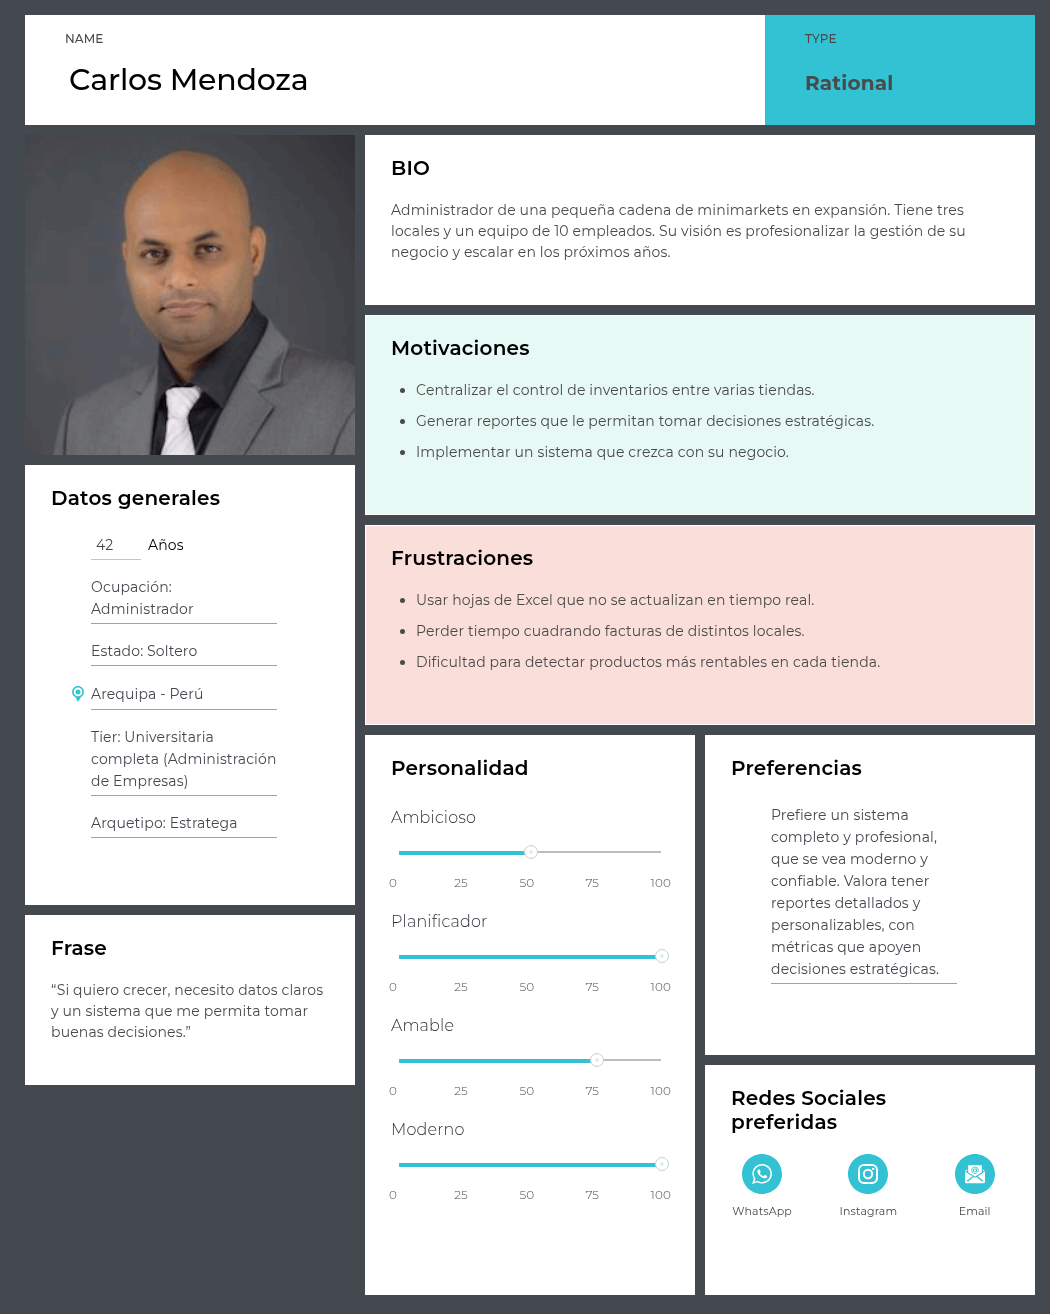 NAME
Carlos Mendoza
TYPE
Rational
BIO
Administrador de una pequeña cadena de minimarkets en expansión. Tiene tres
locales y un equipo de 10 empleados. Su visión es profesionalizar la gestión de su
negocio y escalar en los próximos años.
Motivaciones
Centralizar el control de inventarios entre varias tiendas.
Generar reportes que le permitan tomar decisiones estratégicas.
Implementar un sistema que crezca con su negocio.
Datos generales
42 Años
Ocupación:
Administrador
Estado: Soltero
Arequipa - Perú
Tier: Universitaria
completa (Administración
de Empresas)
Arquetipo: Estratega
Frustraciones
Usar hojas de Excel que no se actualizan en tiempo real.
Perder tiempo cuadrando facturas de distintos locales.
Dificultad para detectar productos más rentables en cada tienda.
Frase
“Si quiero crecer, necesito datos claros
y un sistema que me permita tomar
buenas decisiones.”
Personalidad
Ambicioso
0 25 50 75 100
Planificador
0 25 50 75 100
Amable
0 25 50 75 100
Moderno
0 25 50 75 100
Preferencias
Prefiere un sistema
completo y profesional,
que se vea moderno y
confiable. Valora tener
reportes detallados y
personalizables, con
métricas que apoyen
decisiones estratégicas.
Redes Sociales
preferidas
WhatsApp Instagram Email